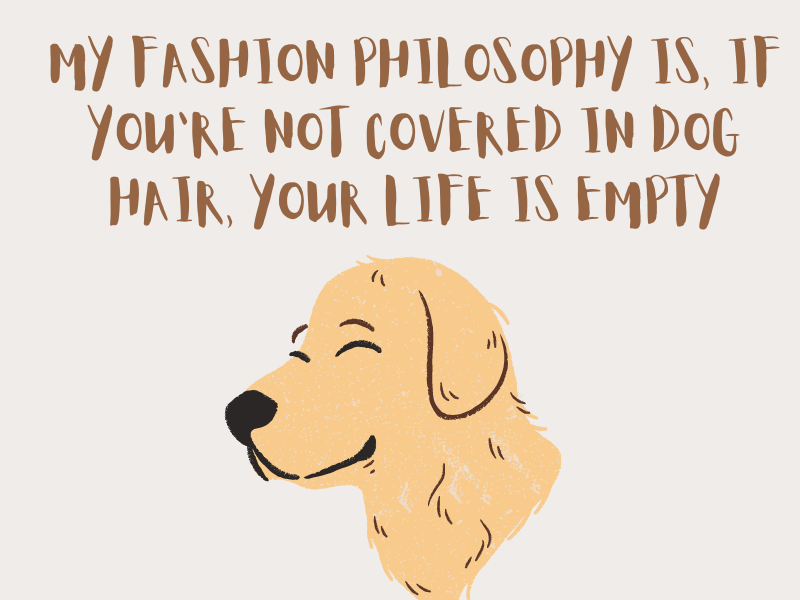 MY FASHION PHILOSOPHY IS, IF
YOU'RE NOT COVERED IN DOG
HAIR, YOUR LIFE IS EMPTY